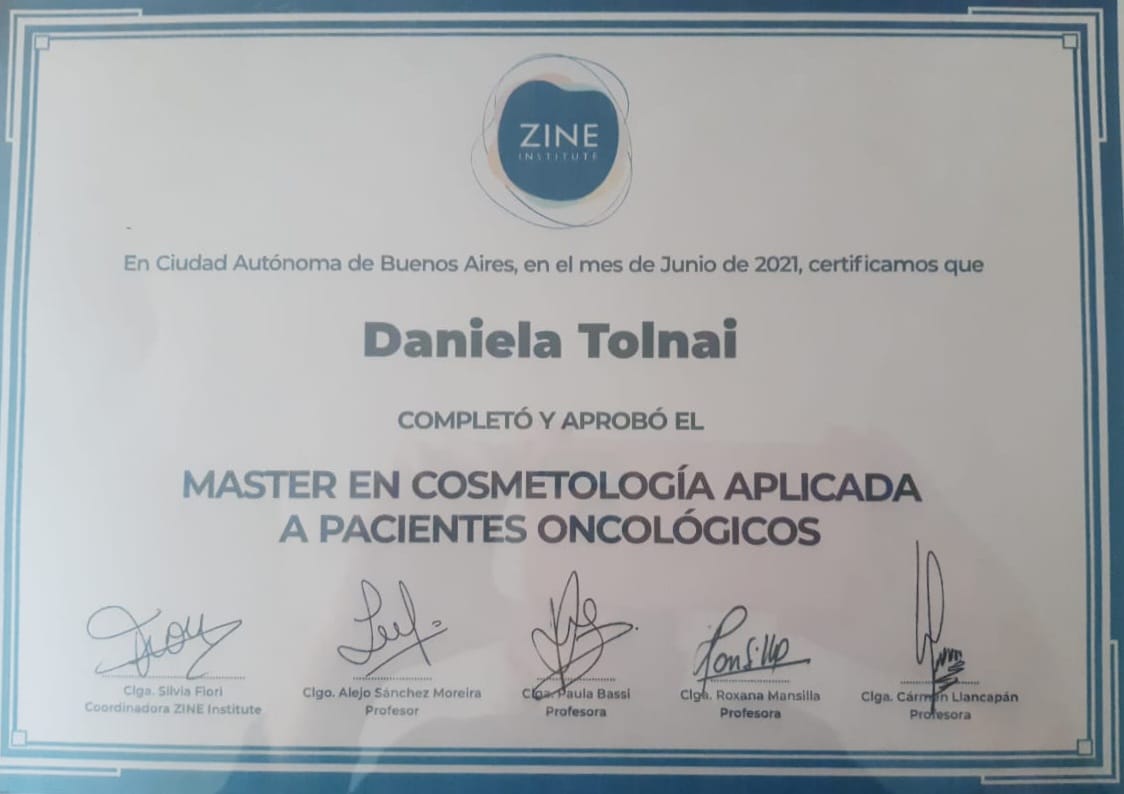 ZINE
INSTITUTE
En Ciudad Autónoma de Buenos Aires, en el mes de Junio de 2021, certificamos que
Daniela Tolnai
COMPLETÓ Y APROBÓ EL
MASTER EN COSMETOLOGÍA APLICADA
A PACIENTES ONCOLÓGICOS
Clga. Silvia Fiori
Coordinadora ZINE Institute
Clgo. Alejo Sánchez Moreira
Profesor
Clga. Paula Bassi
Profesora
Clga. Roxana Mansilla
Profesora
Clga. Cármen Llancapán
Profesora